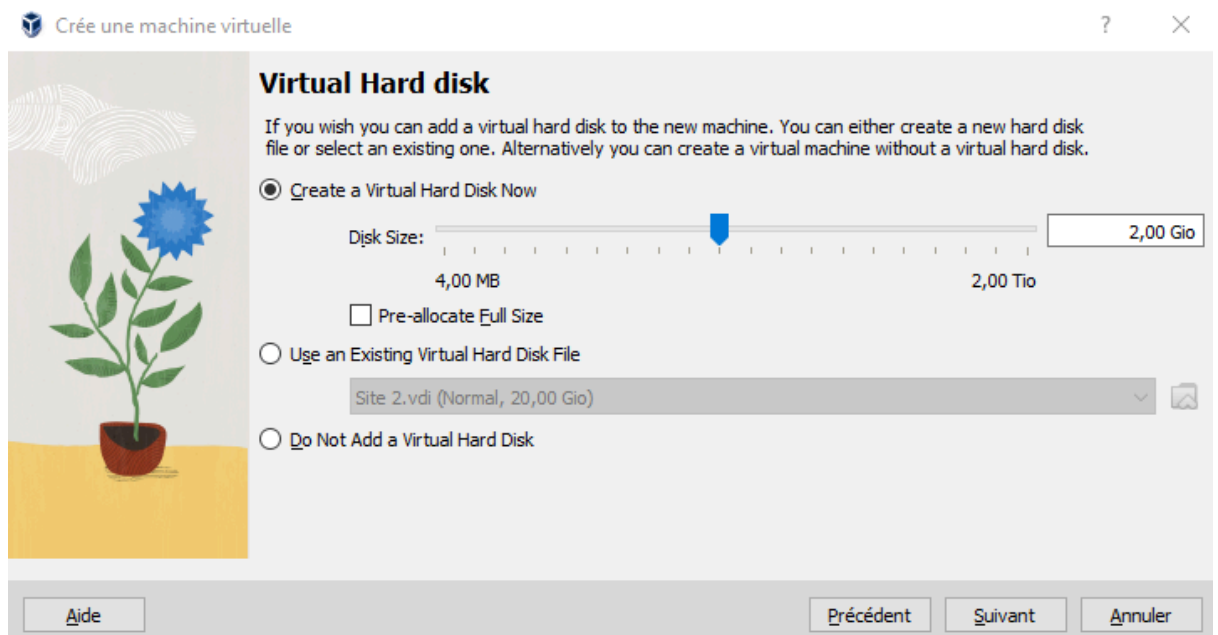 Crée une machine virtuelle
Virtual Hard disk
If you wish you can add a virtual hard disk to the new machine. You can either create a new hard disk
file or select an existing one. Alternatively you can create a virtual machine without a virtual hard disk.
Create a Virtual Hard Disk Now
Disk Size: 2,00 Gio
4,00 MB 2,00 Tio
Pre-allocate Full Size
Use an Existing Virtual Hard Disk File
Site 2.vdi (Normal, 20,00 Gio)
Do Not Add a Virtual Hard Disk
Aide Précédent Suivant Annuler